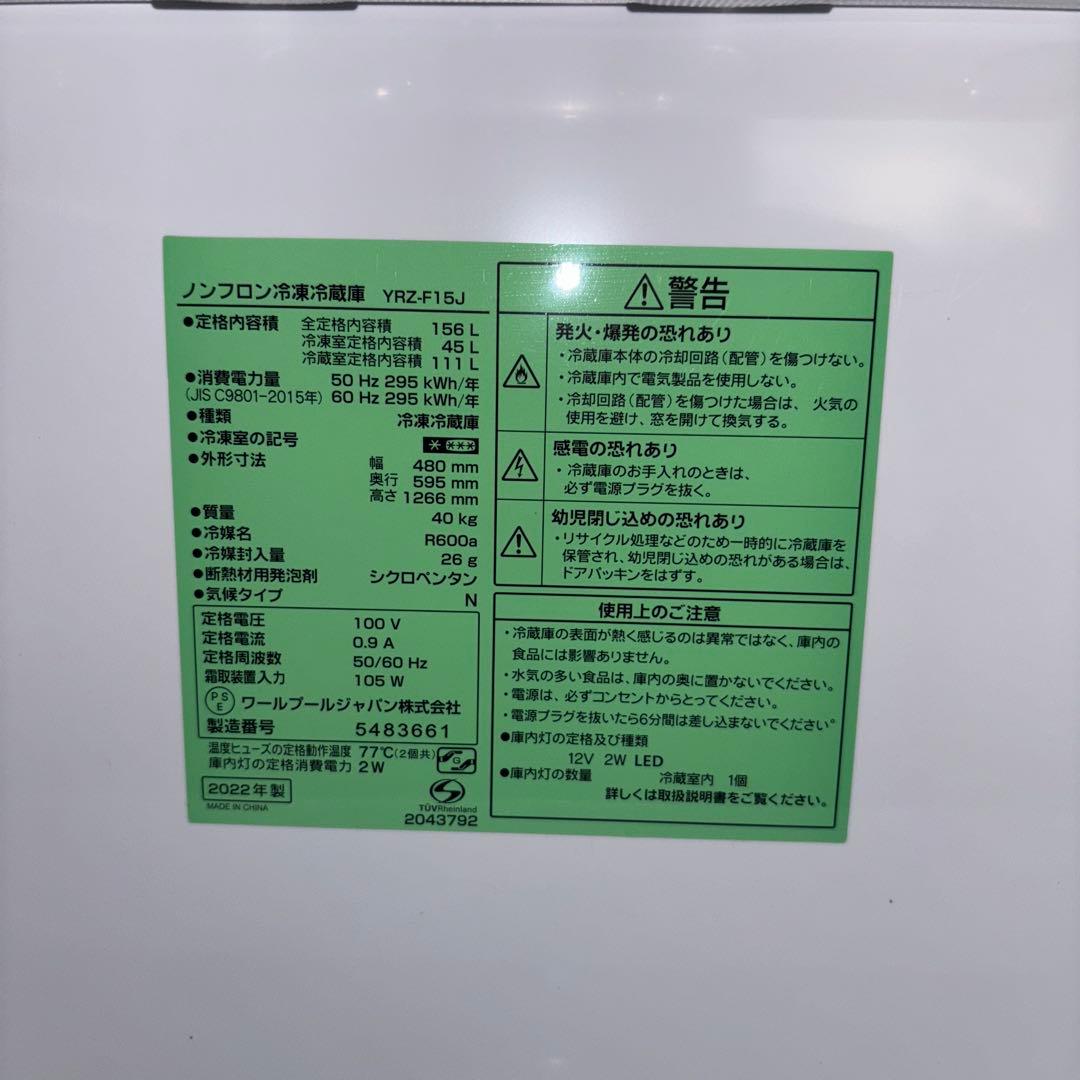 ノンフロン冷凍冷蔵庫 YRZ-F15J
●定格内容積 全定格内容積 156 L
冷凍室定格内容積 45 L
冷蔵室定格内容積 111 L
●消費電力量 50 Hz 295 kWh/年
(JIS C9801-2015年) 60 Hz 295 kWh/年
●種類 冷凍冷蔵庫
●冷凍室の記号
●外形寸法 幅 480 mm
奥行 595 mm
高さ 1266 mm
●質量 40 kg
●冷媒名 R600a
●冷媒封入量 26 g
●断熱材用発泡剤 シクロペンタン
●気候タイプ N
定格電圧 100 V
定格電流 0.9 A
定格周波数 50/60 Hz
霜取装置入力 105 W
PSE ワールプールジャパン株式会社
製造番号 5483661
温度ヒューズの定格動作温度 77℃(2個共)
庫内灯の定格消費電力 2W
G
2022年製
MADE IN CHINA
TÜVRheinland
2043792
警告
発火・爆発の恐れあり
・冷蔵庫本体の冷却回路(配管)を傷つけない。
・冷蔵庫内で電気製品を使用しない。
・冷却回路(配管)を傷つけた場合は、火気の
使用を避け、窓を開けて換気する。
感電の恐れあり
・冷蔵庫のお手入れのときは、
必ず電源プラグを抜く。
幼児閉じ込めの恐れあり
・リサイクル処理などのため一時的に冷蔵庫を
保管され、幼児閉じ込めの恐れがある場合は、
ドアパッキンをはずす。
使用上のご注意
・冷蔵庫の表面が熱く感じるのは異常ではなく、庫内の
食品には影響ありません。
・水気の多い食品は、庫内の奥に置かないでください。
・電源は、必ずコンセントからとってください。
・電源プラグを抜いたら6分間は差し込まないでください。
●庫内灯の定格及び種類
12V 2W LED
●庫内灯の数量 冷蔵室内 1個
詳しくは取扱説明書をご覧ください。